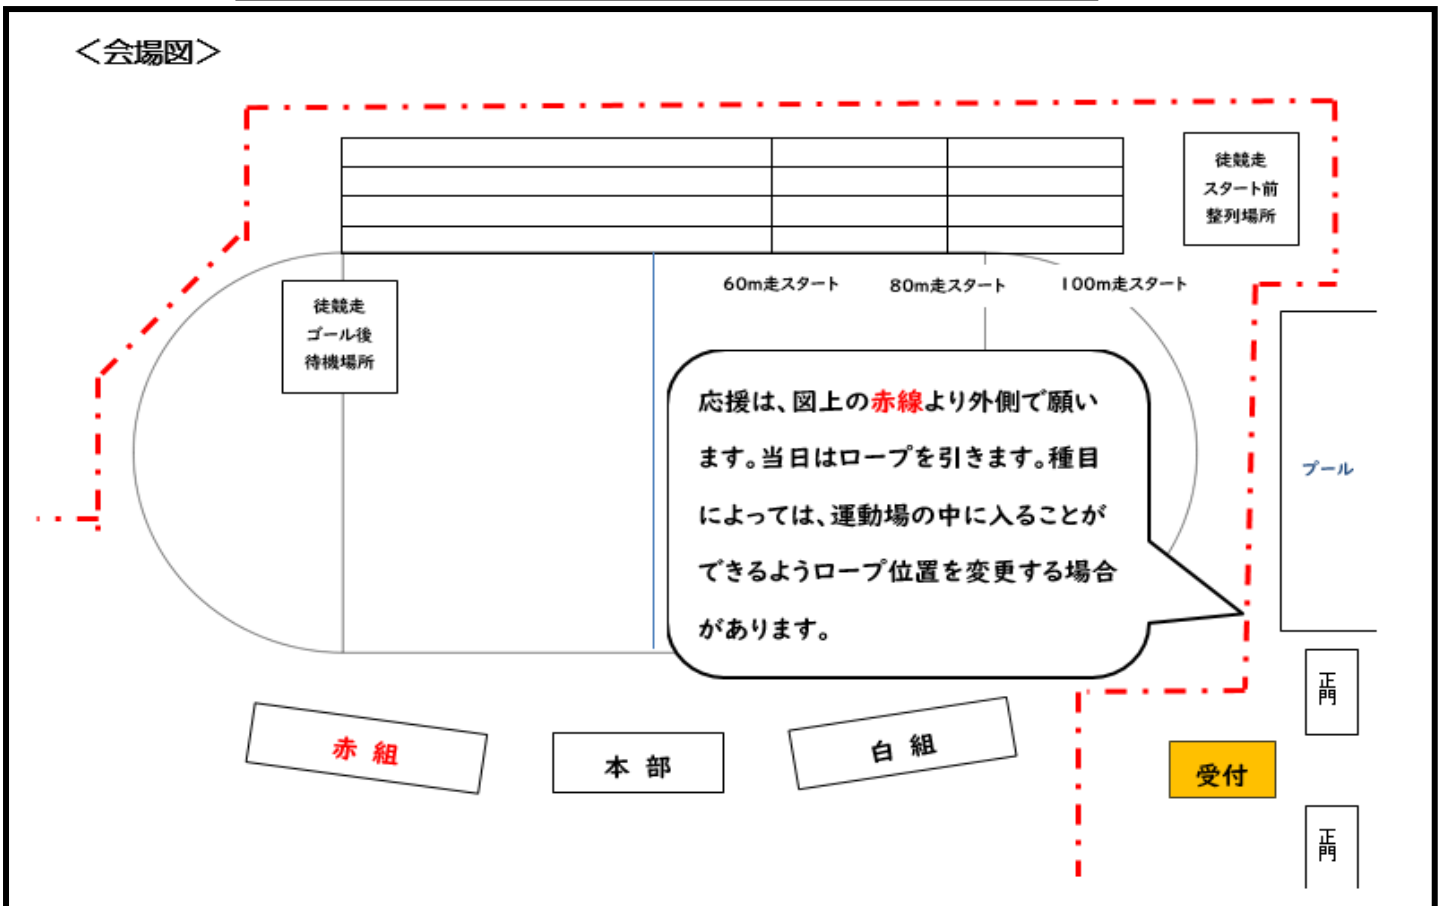 ＜会場図＞
徒競走
スタート前
整列場所
60m走スタート
80m走スタート
100m走スタート
徒競走
ゴール後
待機場所
応援は、図上の赤線より外側で願い
ます。当日はロープを引きます。種目
によっては、運動場の中に入ることが
できるようロープ位置を変更する場合
があります。
プール
正門
赤組
本部
白組
受付
正門